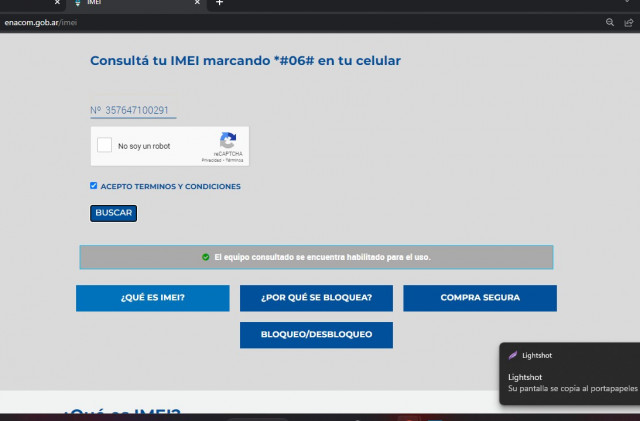 IMEI
enacom.gob.ar/imei
Consultá tu IMEI marcando *#06# en tu celular
Nº 357647100291
No soy un robot
reCAPTCHA
Privacidad - Términos
ACEPTO TERMINOS Y CONDICIONES
BUSCAR
El equipo consultado se encuentra habilitado para el uso.
¿QUÉ ES IMEI?
¿POR QUÉ SE BLOQUEA?
COMPRA SEGURA
BLOQUEO/DESBLOQUEO
Lightshot
Lightshot
Su pantalla se copia al portapapeles
¿Qué es IMEI?